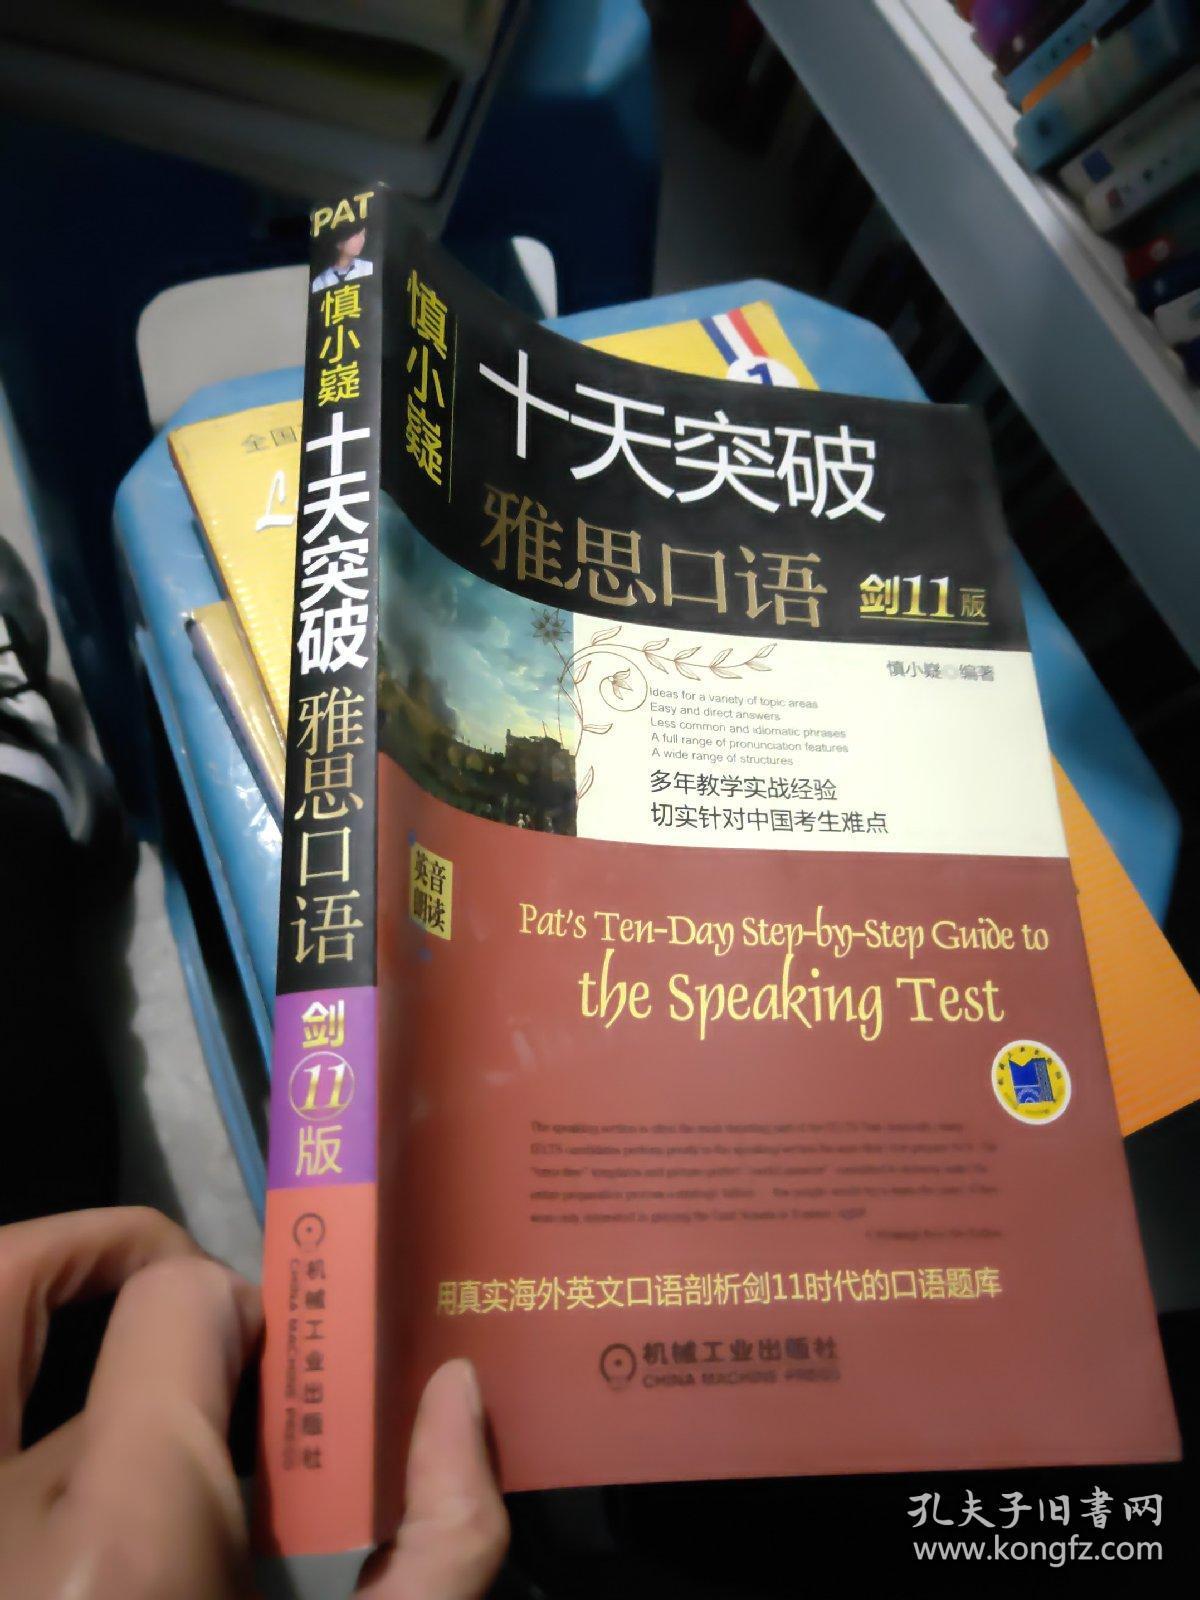 PAT
慎小嶷
十天突破
雅思口语
剑
11
版
机械工业出版社
CHINA MACHINE PRESS
慎小嶷
十天突破
雅思口语
剑11版
慎小嶷◎编著
Ideas for a variety of topic areas
Easy and direct answers
Less common and idiomatic phrases
A full range of pronunciation features
A wide range of structures
多年教学实战经验
切实针对中国考生难点
英音
朗读
Pat's Ten-Day Step-by-Step Guide to
the Speaking Test
用真实海外英文口语剖析剑11时代的口语题库
机械工业出版社
CHINA MACHINE PRESS
全国
1
孔夫子旧書网
www.kongfz.com